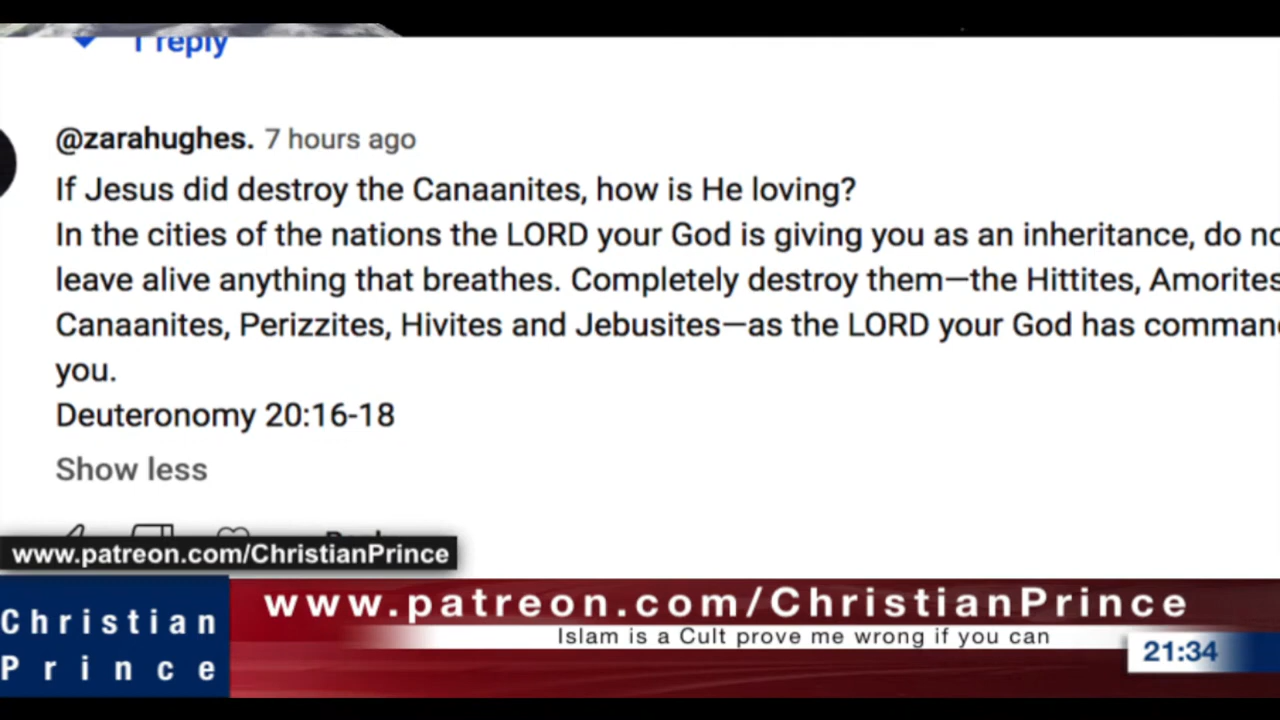 1 reply
@zarahughes. 7 hours ago
If Jesus did destroy the Canaanites, how is He loving?
In the cities of the nations the LORD your God is giving you as an inheritance, do
leave alive anything that breathes. Completely destroy them—the Hittites, Amorites
Canaanites, Perizzites, Hivites and Jebusites—as the LORD your God has
you.
Deuteronomy 20:16-18
Show less
www.patreon.com/ChristianPrince
www.patreon.com/ChristianPrince
Islam is a Cult prove me wrong if you can
Christian
Prince
21:34